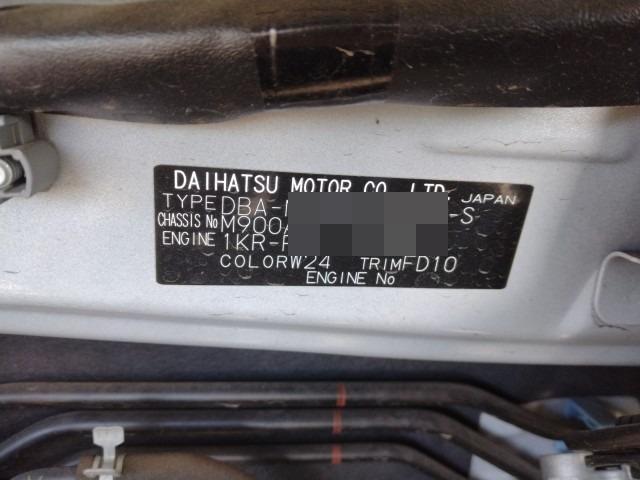 DAIHATSU MOTOR CO.,LTD. JAPAN
TYPE DBA- -S
CHASSIS No M900A
ENGINE 1KR-
COLOR W24 TRIM FD10
ENGINE No